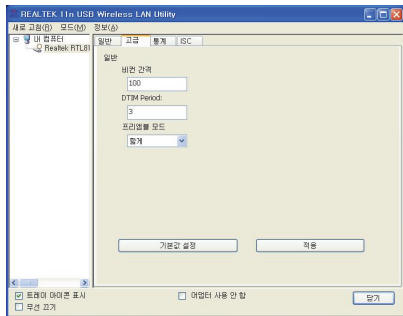 REALTEK 11n USB Wireless LAN Utility
새로 고침(R) 모드(M) 정보(A)
내 컴퓨터
Realtek RTL81
일반 고급 통계 ISC
일반
비컨 간격
100
DTIM Period:
3
프리앰블 모드
짧게
기본값 설정
적용
트레이 아이콘 표시
어댑터 사용 안 함
무선 끄기
닫기